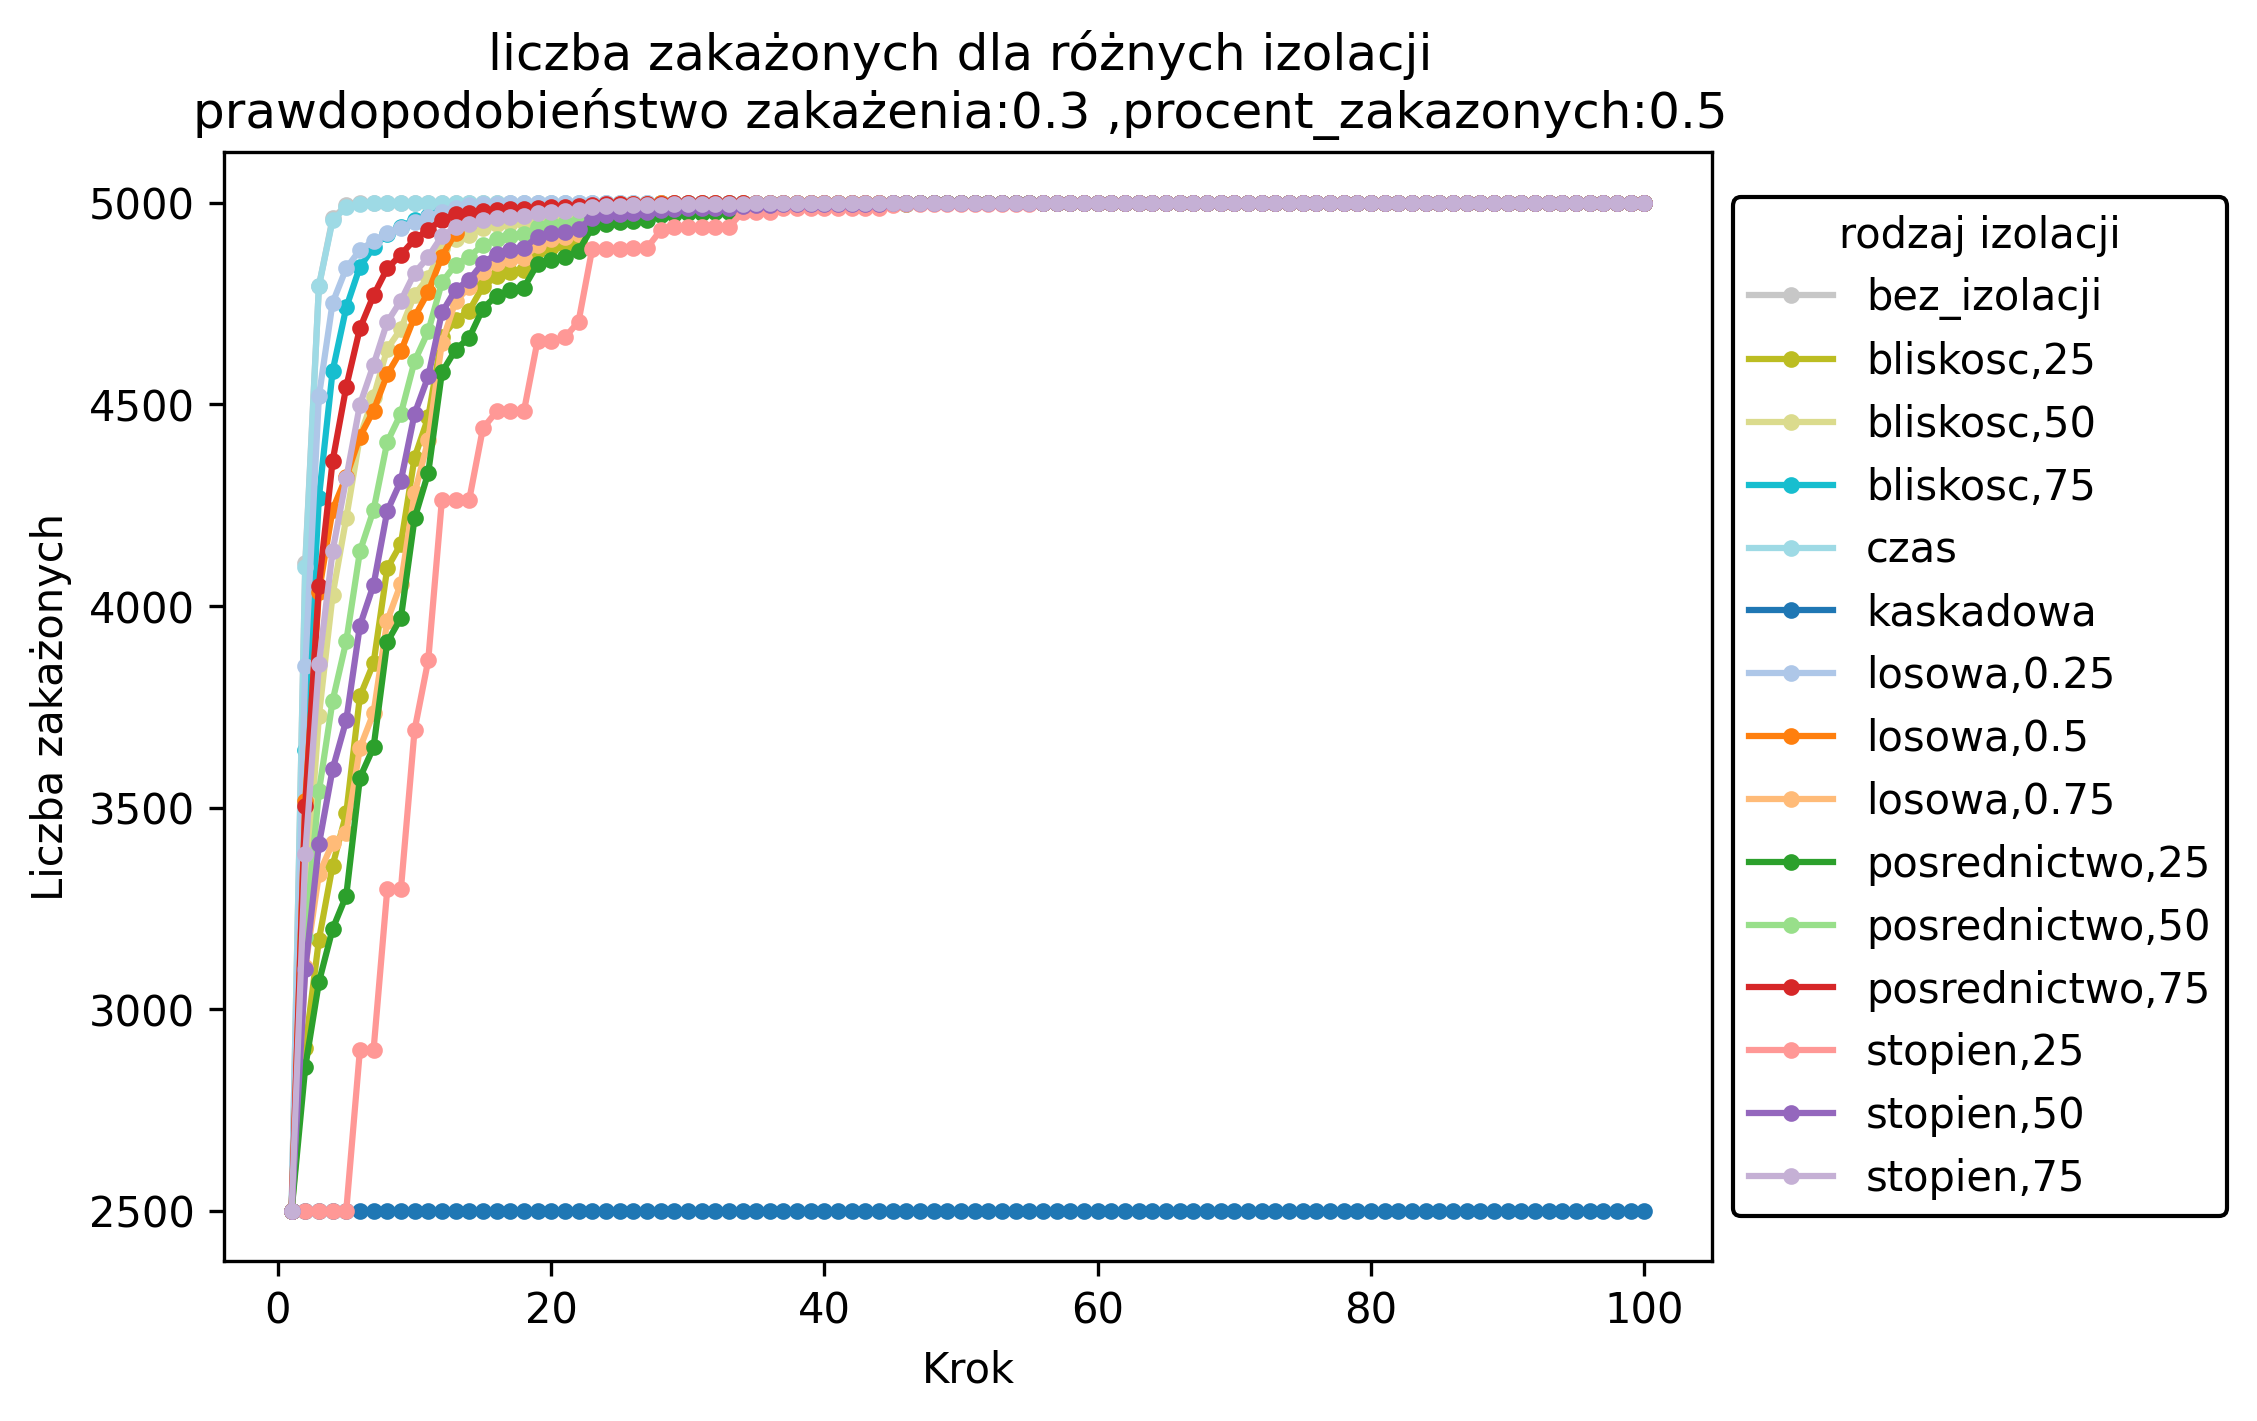 liczba zakażonych dla różnych izolacji
prawdopodobieństwo zakażenia:0.3 ,procent_zakazonych:0.5
5000
4500
4000
3500
3000
2500
Liczba zakażonych
0 20 40 60 80 100
Krok
rodzaj izolacji
bez_izolacji
bliskosc,25
bliskosc,50
bliskosc,75
czas
kaskadowa
losowa,0.25
losowa,0.5
losowa,0.75
posrednictwo,25
posrednictwo,50
posrednictwo,75
stopien,25
stopien,50
stopien,75